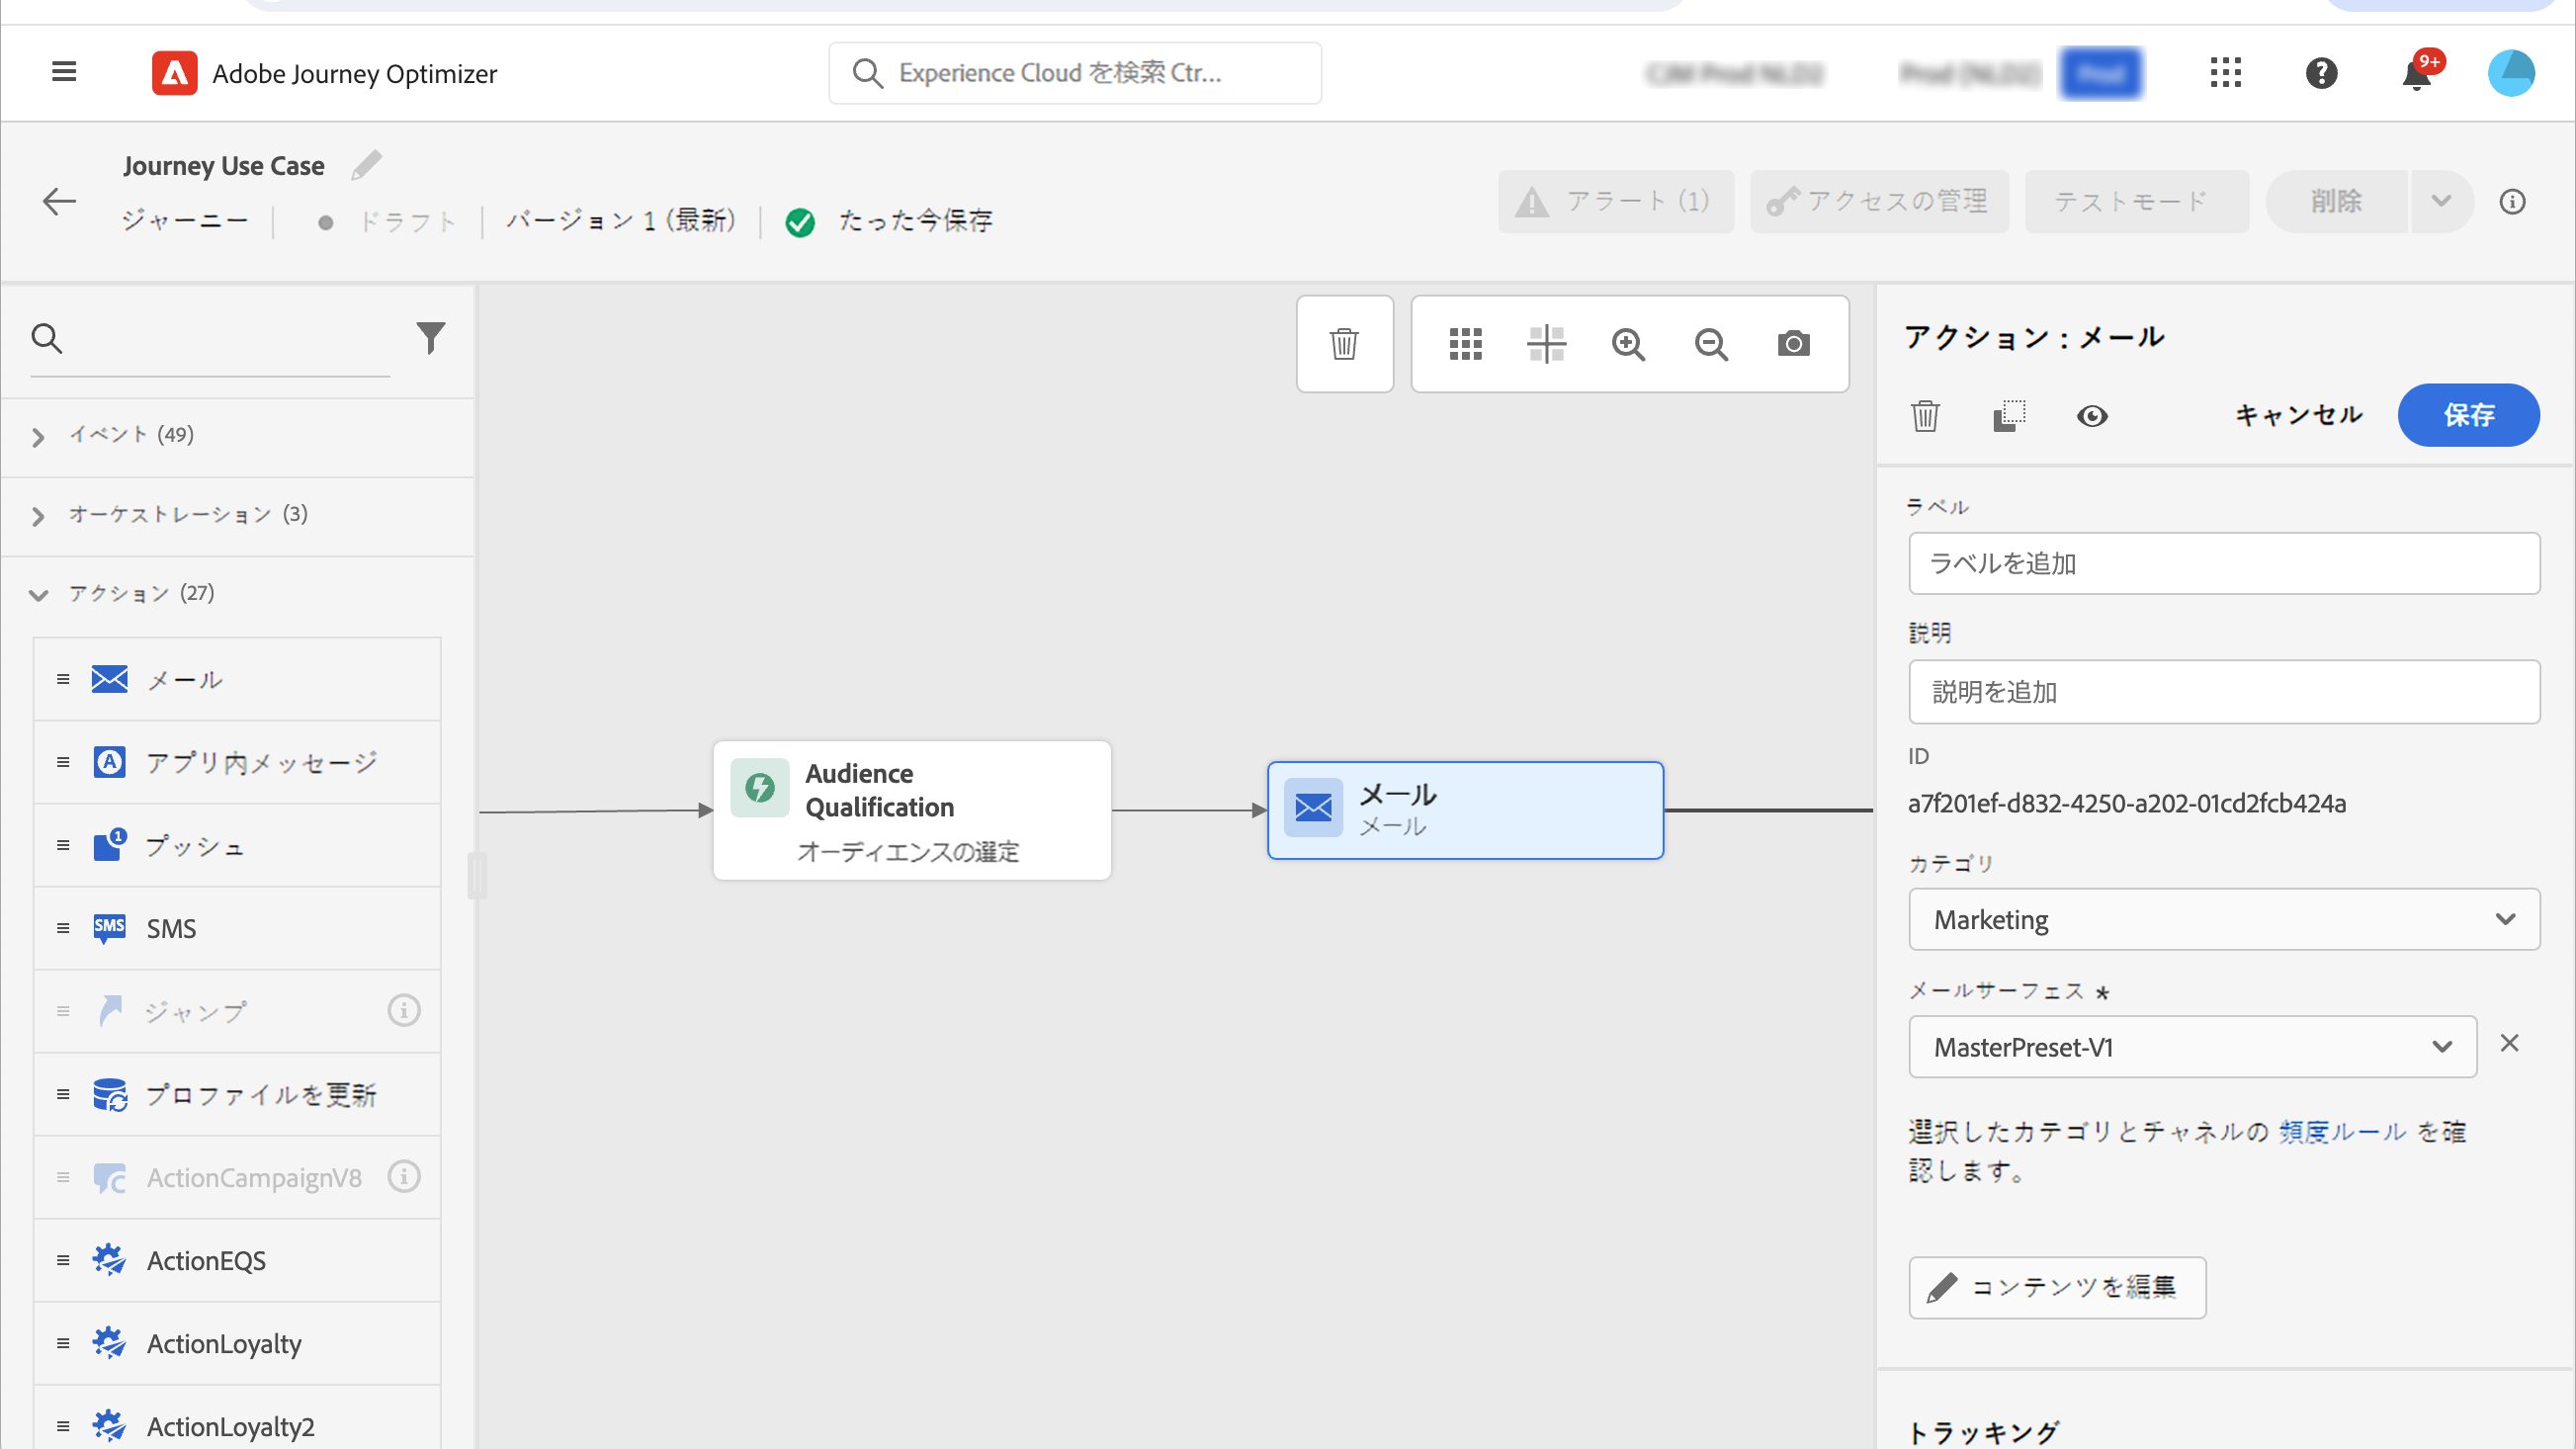 Adobe Journey Optimizer
Experience Cloud を検索 Ctr...
9+
Journey Use Case
ジャーニー
ドラフト
バージョン 1 (最新)
たった今保存
アラート (1)
アクセスの管理
テストモード
削除
イベント (49)
オーケストレーション (3)
アクション (27)
メール
アプリ内メッセージ
1
プッシュ
SMS
SMS
ジャンプ
プロファイルを更新
ActionCampaignV8
ActionEQS
ActionLoyalty
ActionLoyalty2
Audience
Qualification
オーディエンスの選定
メール
メール
アクション : メール
キャンセル
保存
ラベル
ラベルを追加
説明
説明を追加
ID
a7f201ef-d832-4250-a202-01cd2fcb424a
カテゴリ
Marketing
メールサーフェス *
MasterPreset-V1
選択したカテゴリとチャネルの 頻度ルール を確
認します。
コンテンツを編集
トラッキング